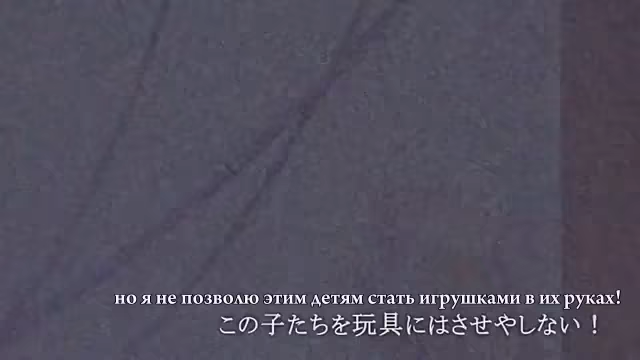 но я не позволю этим детям стать игрушками в их руках!
この子たちを玩具にはさせやしない！